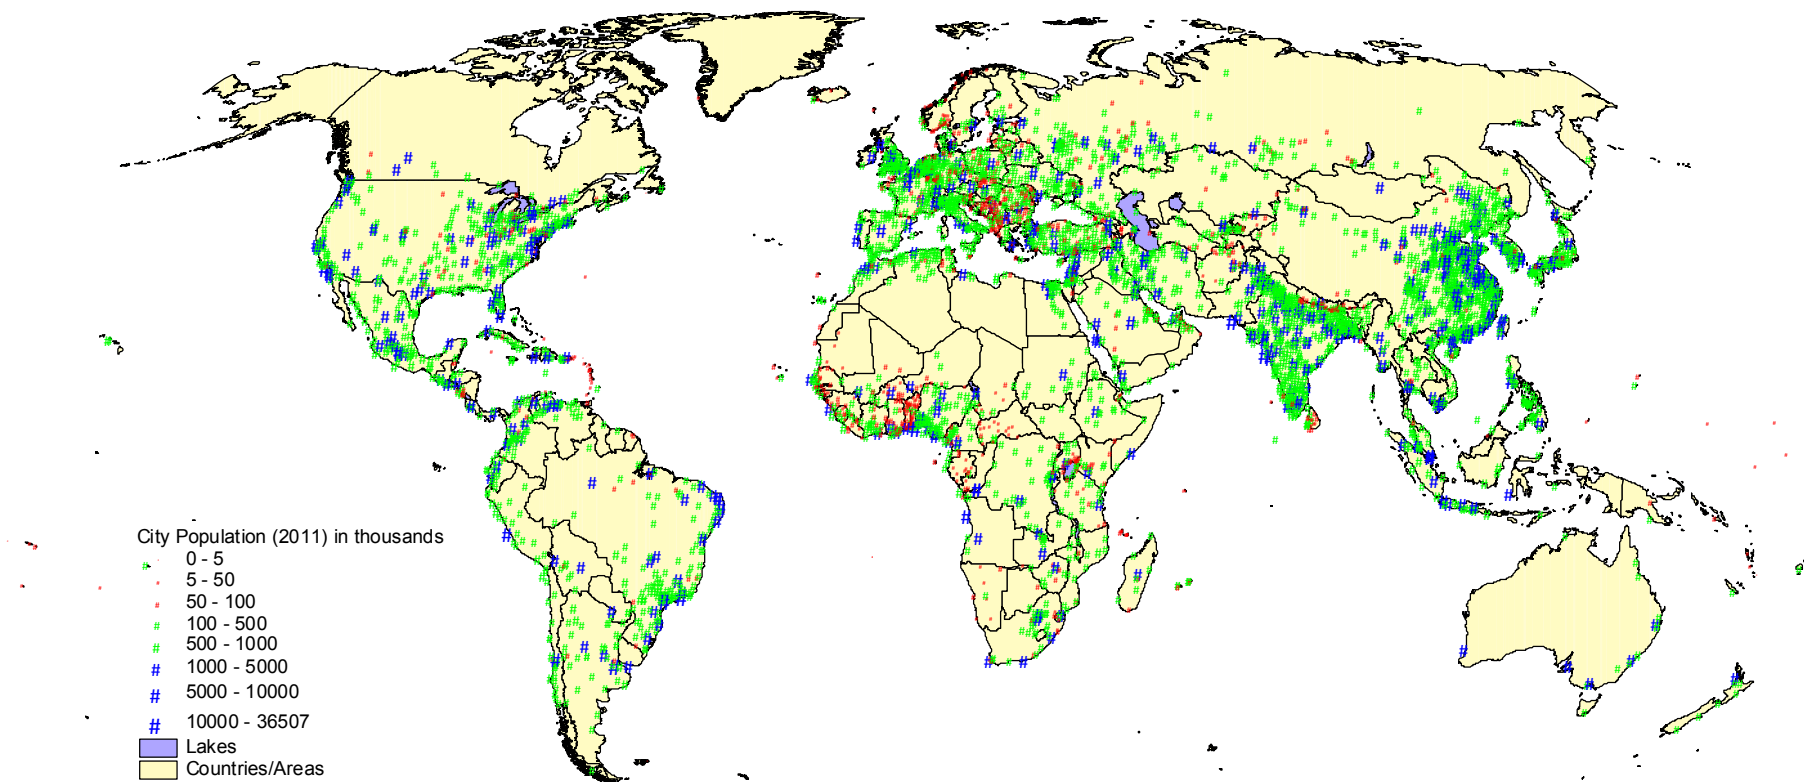 City Population (2011) in thousands
0 - 5
5 - 50
50 - 100
100 - 500
500 - 1000
1000 - 5000
5000 - 10000
10000 - 36507
Lakes
Countries/Areas